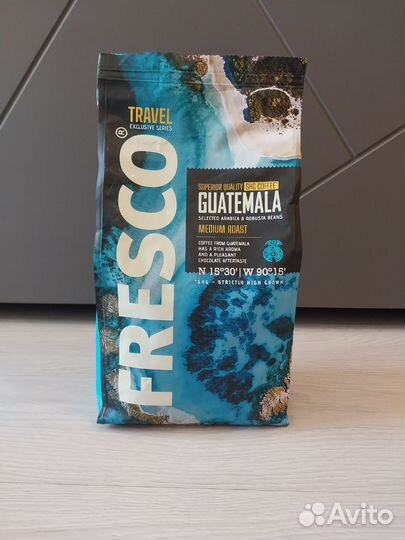 TRAVEL
EXCLUSIVE SERIES
FRESCO®
SUPERIOR QUALITY SHG COFFEE*
GUATEMALA
SELECTED ARABICA & ROBUSTA BEANS
MEDIUM ROAST
COFFEE FROM GUATEMALA
HAS A RICH AROMA
AND A PLEASANT
CHOCOLATE AFTERTASTE
N 15°30' | W 90°15'
*SHG - STRICTLY HIGH GROWN
Avito